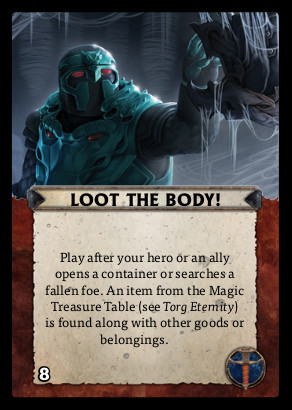 LOOT THE BODY!
Play after your hero or an ally
opens a container or searches a
fallen foe. An item from the Magic
Treasure Table (see Torg Eternity)
is found along with other goods or
belongings.
8